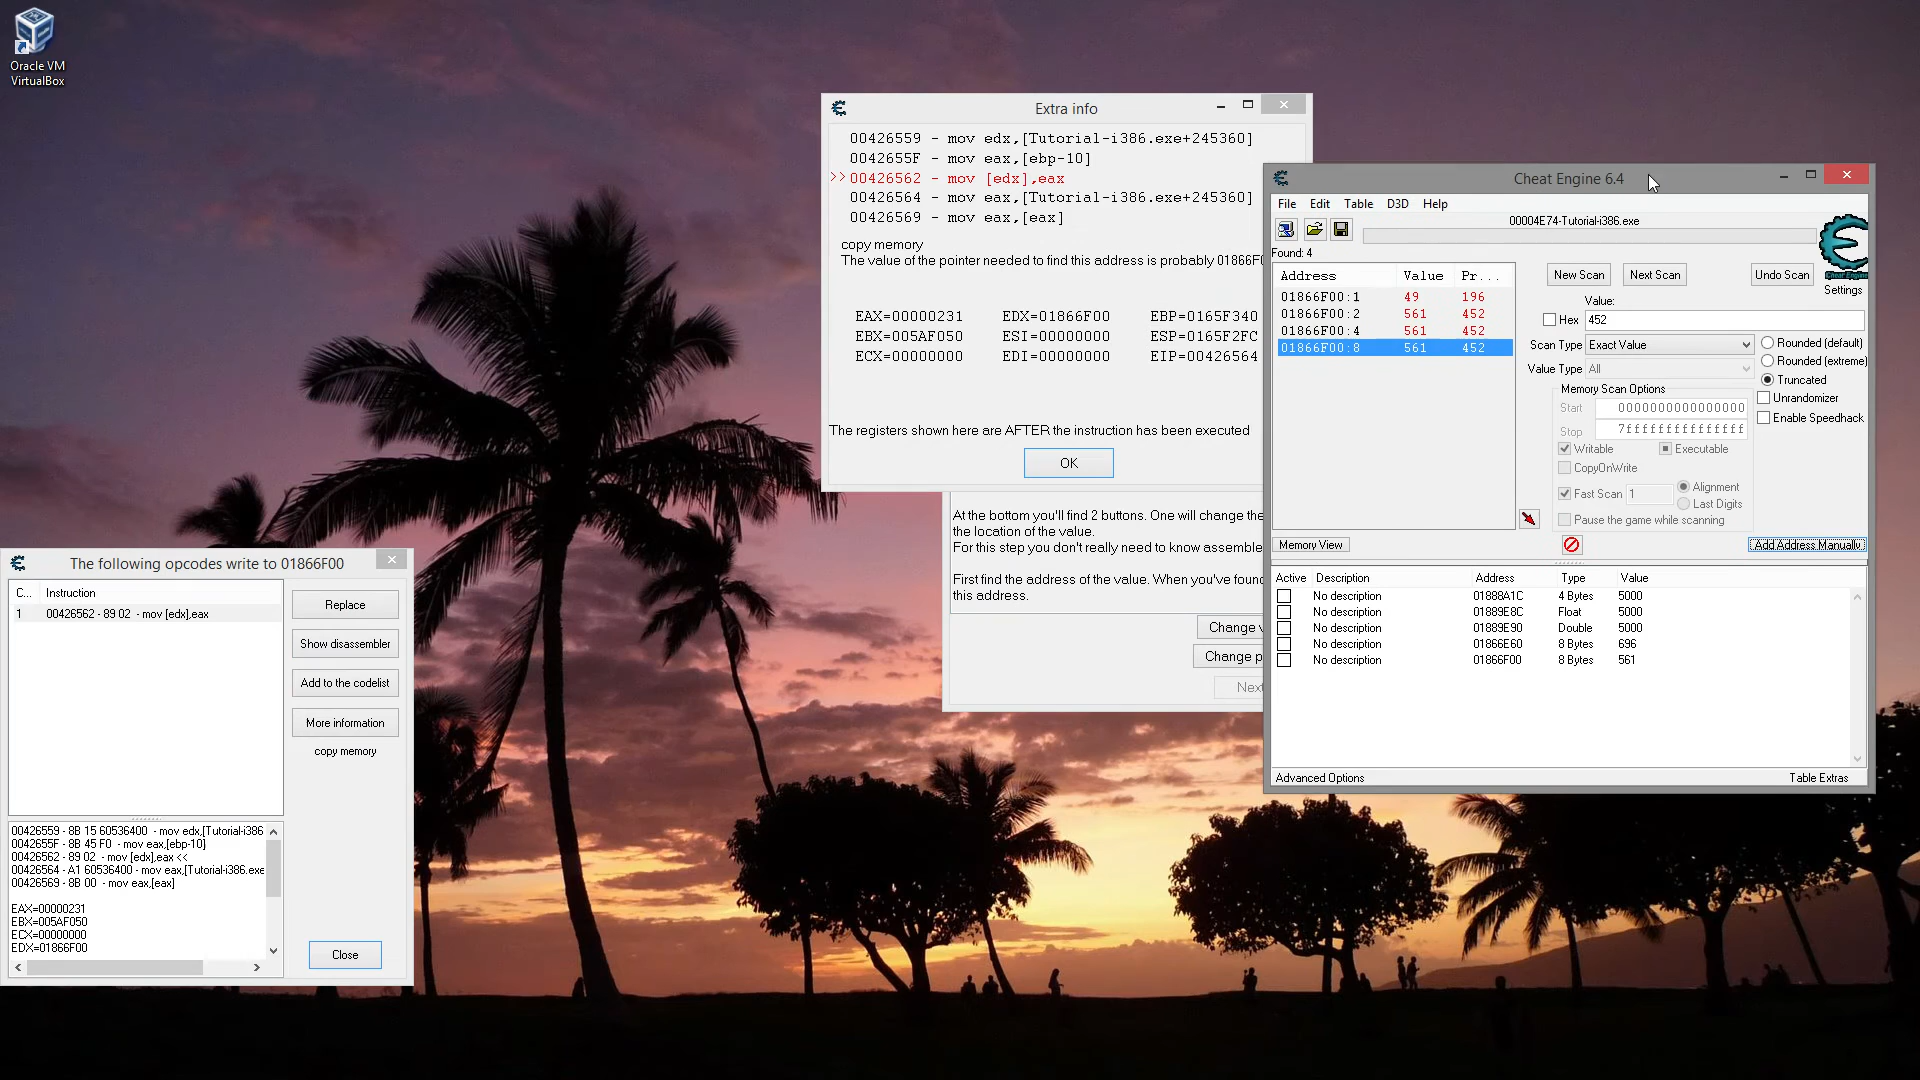 Oracle VM
VirtualBox
Extra info
00426559 - mov edx,[Tutorial-i386.exe+245360]
0042655F - mov eax,[ebp-10]
>>00426562 - mov [edx],eax
00426564 - mov eax,[Tutorial-i386.exe+245360]
00426569 - mov eax,[eax]
copy memory
The value of the pointer needed to find this address is probably 01866F0
EAX=00000231 EDX=01866F00 EBP=0165F340
EBX=005AF050 ESI=00000000 ESP=0165F2FC
ECX=00000000 EDI=00000000 EIP=00426564
The registers shown here are AFTER the instruction has been executed
OK
At the bottom you'll find 2 buttons. One will change the
the location of the value.
For this step you don't really need to know assemble
First find the address of the value. When you've foun
this address.
Change v
Change p
Next
Cheat Engine 6.4
File Edit Table D3D Help
00004E74-Tutorial-i386.exe
Found: 4
Address Value Pr...
01866F00:1 49 196
01866F00:2 561 452
01866F00:4 561 452
01866F00:8 561 452
New Scan Next Scan Undo Scan
Cheat Engine
Settings
Value:
Hex 452
Scan Type Exact Value
Value Type All
Rounded (default)
Rounded (extreme)
Truncated
Unrandomizer
Enable Speedhack
Memory Scan Options
Start 0000000000000000
Stop 7fffffffffffffff
Writable Executable
CopyOnWrite
Fast Scan 1 Alignment
Last Digits
Pause the game while scanning
Memory View Add Address Manually
Active Description Address Type Value
No description 01888A1C 4 Bytes 5000
No description 01889E8C Float 5000
No description 01889E90 Double 5000
No description 01866E60 8 Bytes 696
No description 01866F00 8 Bytes 561
Advanced Options Table Extras
The following opcodes write to 01866F00
C... Instruction
1 00426562 - 89 02 - mov [edx],eax
Replace
Show disassembler
Add to the codelist
More information
copy memory
00426559 - 8B 15 60536400 - mov edx,[Tutorial-i386
0042655F - 8B 45 F0 - mov eax,[ebp-10]
00426562 - 89 02 - mov [edx],eax <<
00426564 - A1 60536400 - mov eax,[Tutorial-i386.exe
00426569 - 8B 00 - mov eax,[eax]
EAX=00000231
EBX=005AF050
ECX=00000000
EDX=01866F00
Close